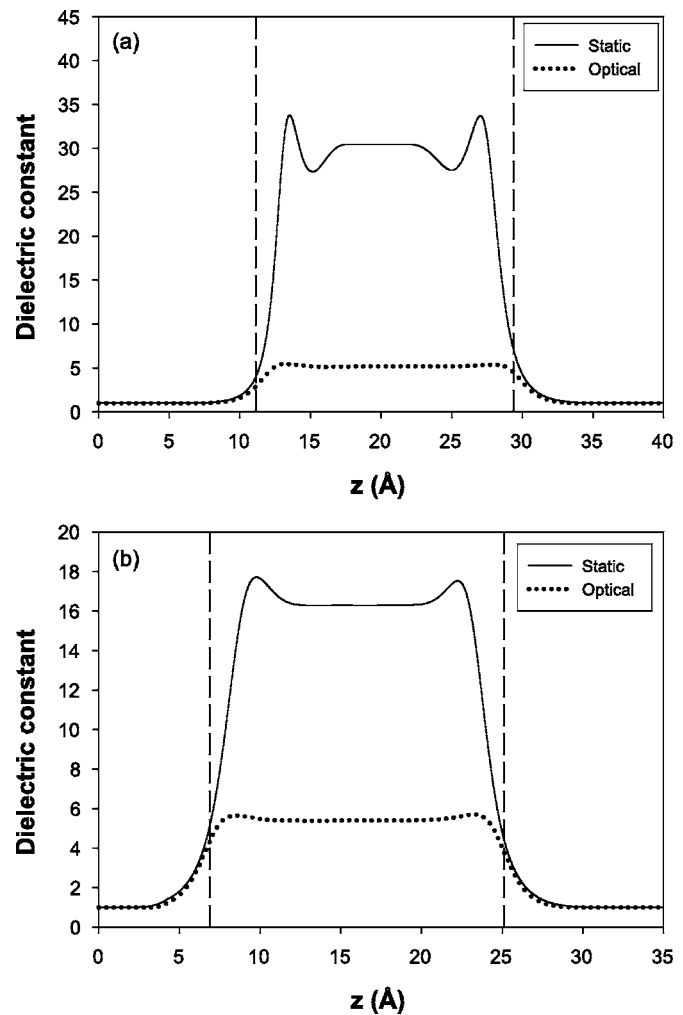 (a)
Static
Optical
Dielectric constant
45
40
35
30
25
20
15
10
5
0
0 5 10 15 20 25 30 35 40
z (Å)
(b)
Static
Optical
Dielectric constant
20
18
16
14
12
10
8
6
4
2
0
0 5 10 15 20 25 30 35
z (Å)